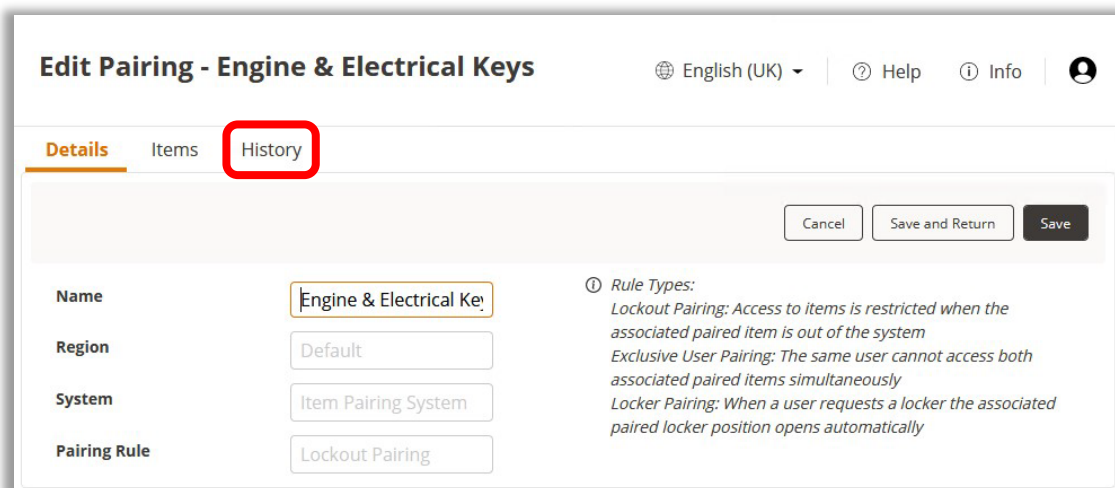 Edit Pairing - Engine & Electrical Keys
English (UK)
Help
Info
Details
Items
History
Cancel
Save and Return
Save
Name
Engine & Electrical Key
Region
Default
System
Item Pairing System
Pairing Rule
Lockout Pairing
Rule Types:
Lockout Pairing: Access to items is restricted when the
associated paired item is out of the system
Exclusive User Pairing: The same user cannot access both
associated paired items simultaneously
Locker Pairing: When a user requests a locker the associated
paired locker position opens automatically